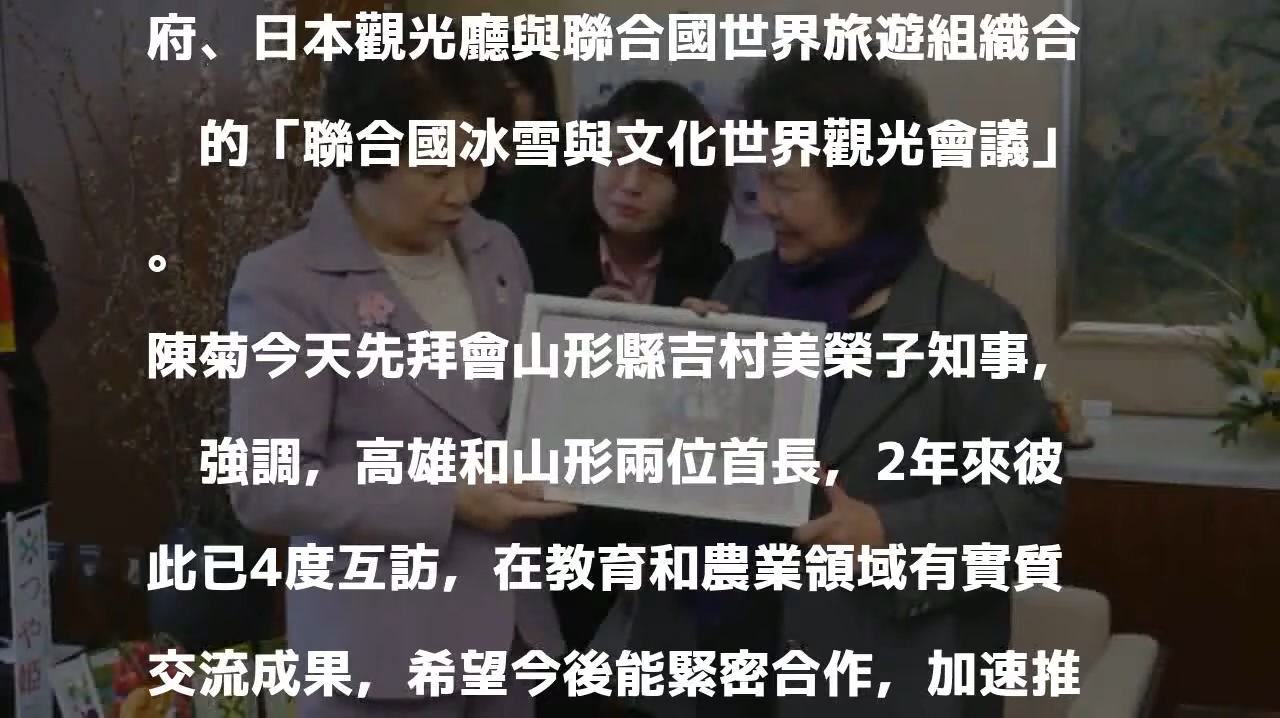 府、日本觀光廳與聯合國世界旅遊組織合
的「聯合國冰雪與文化世界觀光會議」
。
陳菊今天先拜會山形縣吉村美榮子知事,
強調,高雄和山形兩位首長,2年來彼
此已4度互訪,在教育和農業領域有實質
交流成果,希望今後能緊密合作,加速推
つや姫